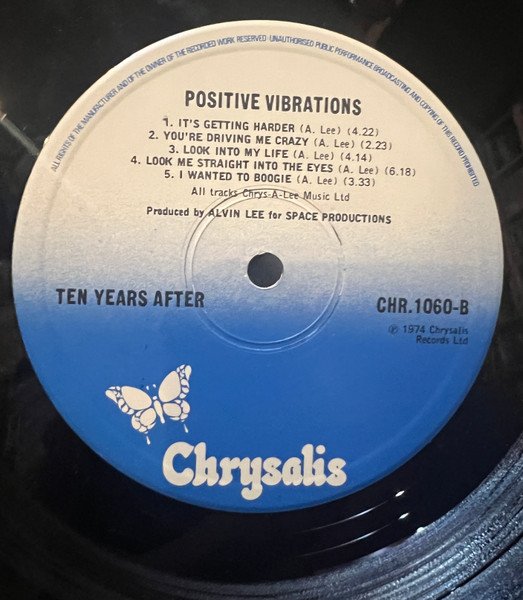 ALL RIGHTS OF THE MANUFACTURER AND OF THE OWNER OF THE RECORDED WORK RESERVED · UNAUTHORISED PUBLIC PERFORMANCE BROADCASTING AND COPYING OF THIS RECORD PROHIBITED
POSITIVE VIBRATIONS
1. IT'S GETTING HARDER (A. Lee) (4.22)
2. YOU'RE DRIVING ME CRAZY (A. Lee) (2.23)
3. LOOK INTO MY LIFE (A. Lee) (4.14)
4. LOOK ME STRAIGHT INTO THE EYES (A. Lee) (6.18)
5. I WANTED TO BOOGIE (A. Lee) (3.33)
All tracks Chrys-A-Lee Music Ltd
Produced by ALVIN LEE for SPACE PRODUCTIONS
TEN YEARS AFTER
CHR.1060-B
℗ 1974 Chrysalis
Records Ltd
Chrysalis